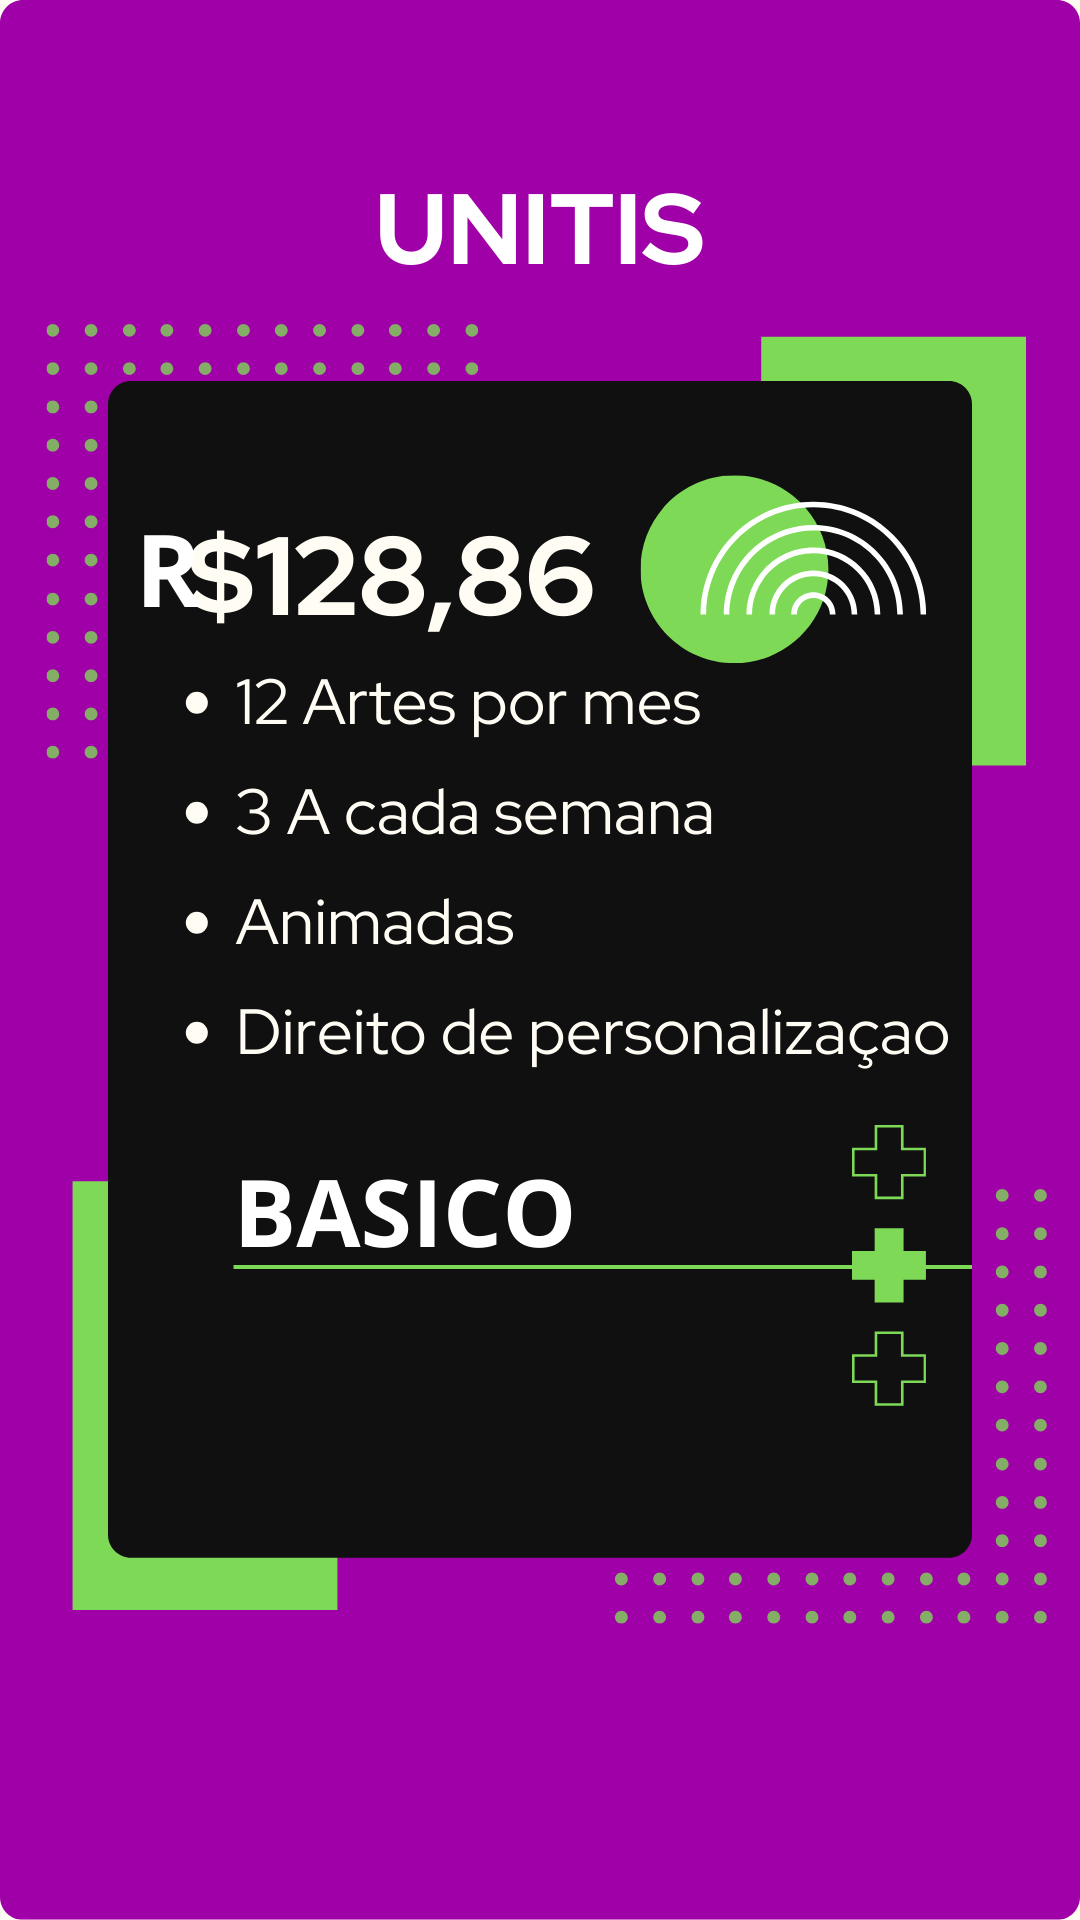 UNITIS
R$128,86
12 Artes por mes
3 A cada semana
Animadas
Direito de personalizaçao
BASICO